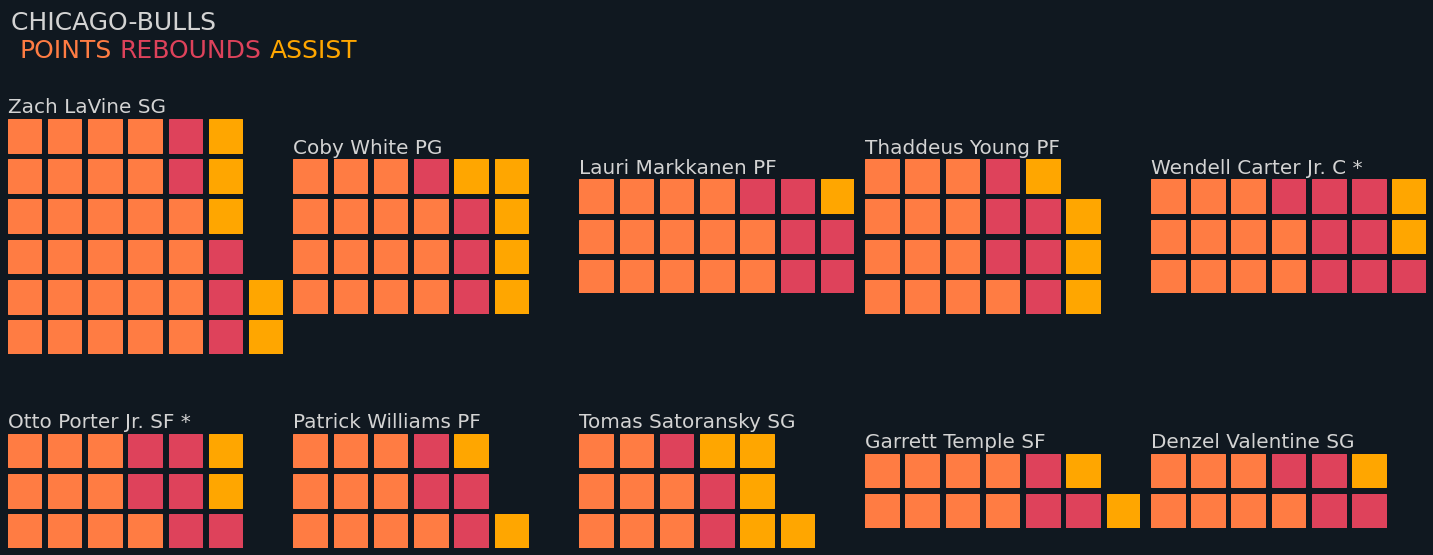 CHICAGO-BULLS
POINTS REBOUNDS ASSIST
Zach LaVine SG
Coby White PG
Lauri Markkanen PF
Thaddeus Young PF
Wendell Carter Jr. C *
Otto Porter Jr. SF *
Patrick Williams PF
Tomas Satoransky SG
Garrett Temple SF
Denzel Valentine SG